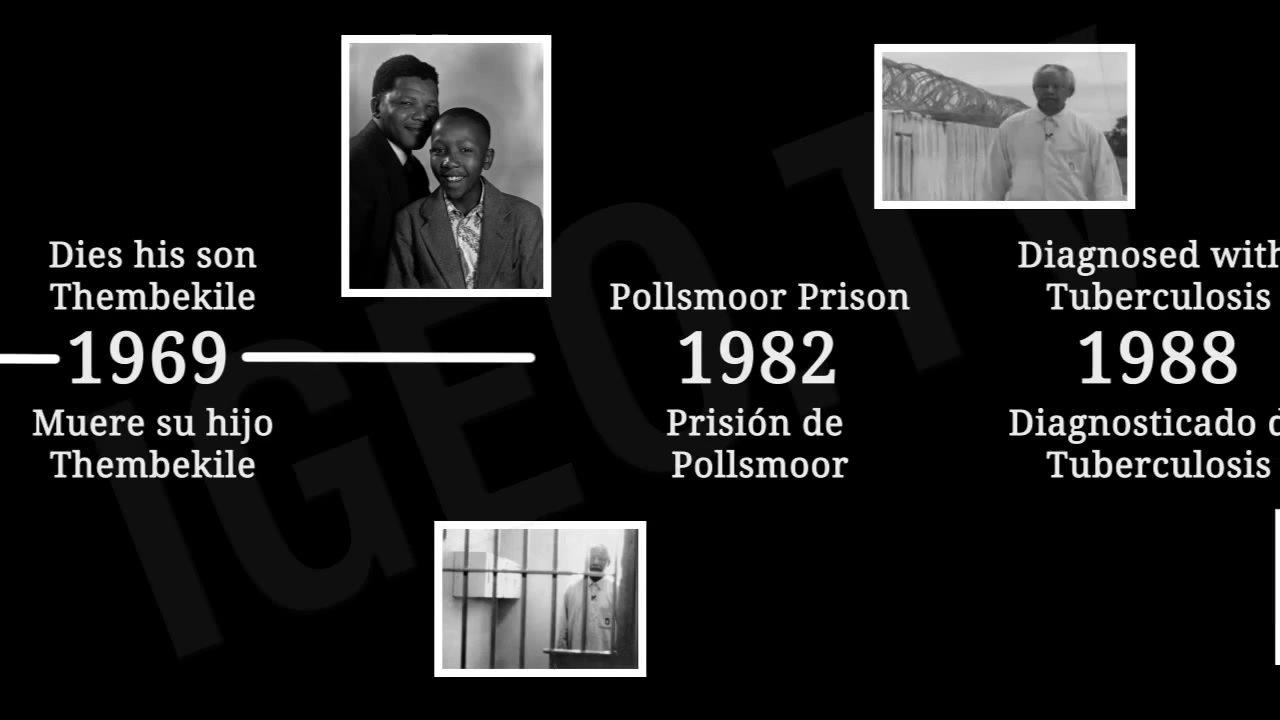 Dies his son
Thembekile
1969
Muere su hijo
Thembekile
Pollsmoor Prison
1982
Prisión de
Pollsmoor
Diagnosed with
Tuberculosis
1988
Diagnosticado d
Tuberculosis
IGEO.TV